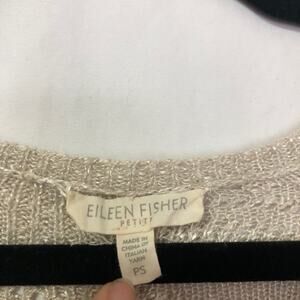 EILEEN FISHER
PETITE
MADE IN
CHINA OF
ITALIAN
YARN
PS